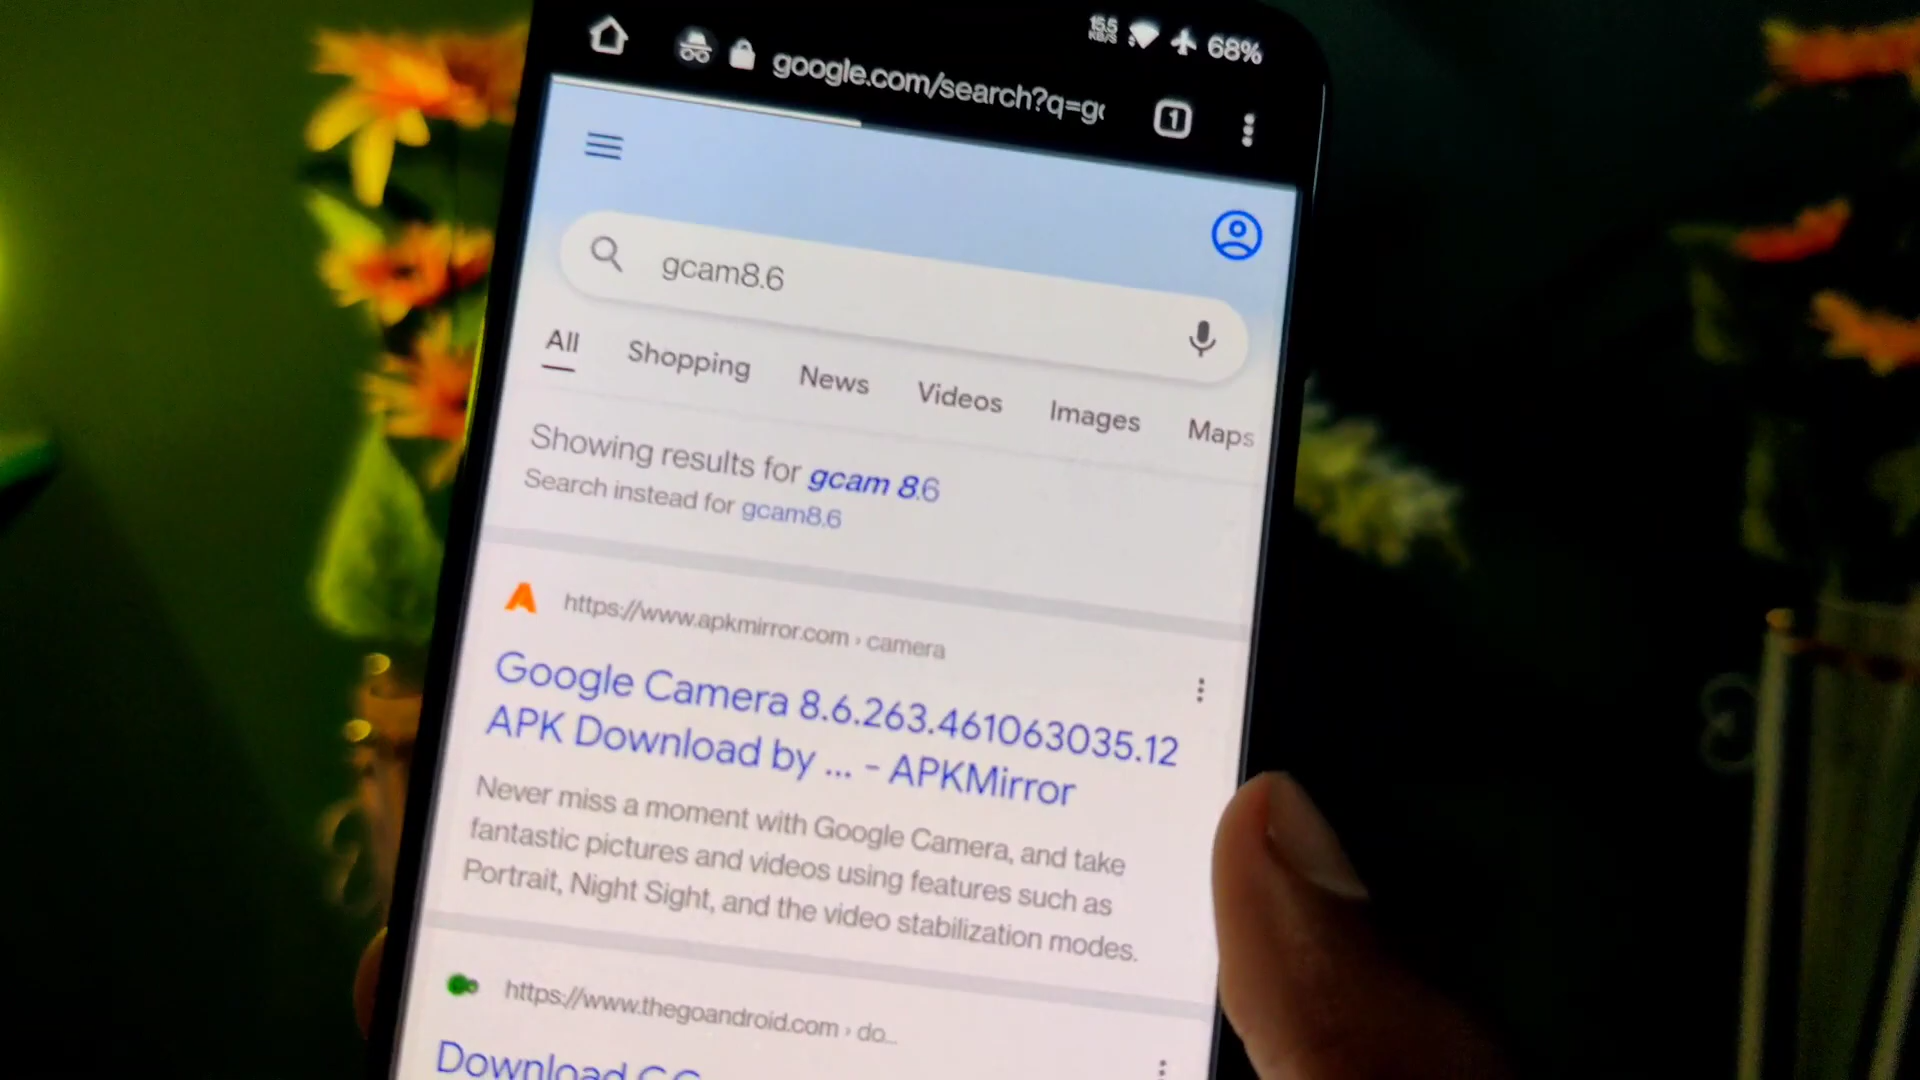 15.5
KB/S
68%
google.com/search?q=g
1
gcam8.6
All Shopping News Videos Images Maps
Showing results for gcam 8.6
Search instead for gcam8.6
https://www.apkmirror.com › camera
Google Camera 8.6.263.461063035.12
APK Download by ... - APKMirror
Never miss a moment with Google Camera, and take
fantastic pictures and videos using features such as
Portrait, Night Sight, and the video stabilization modes.
https://www.thegoandroid.com › do...
Download